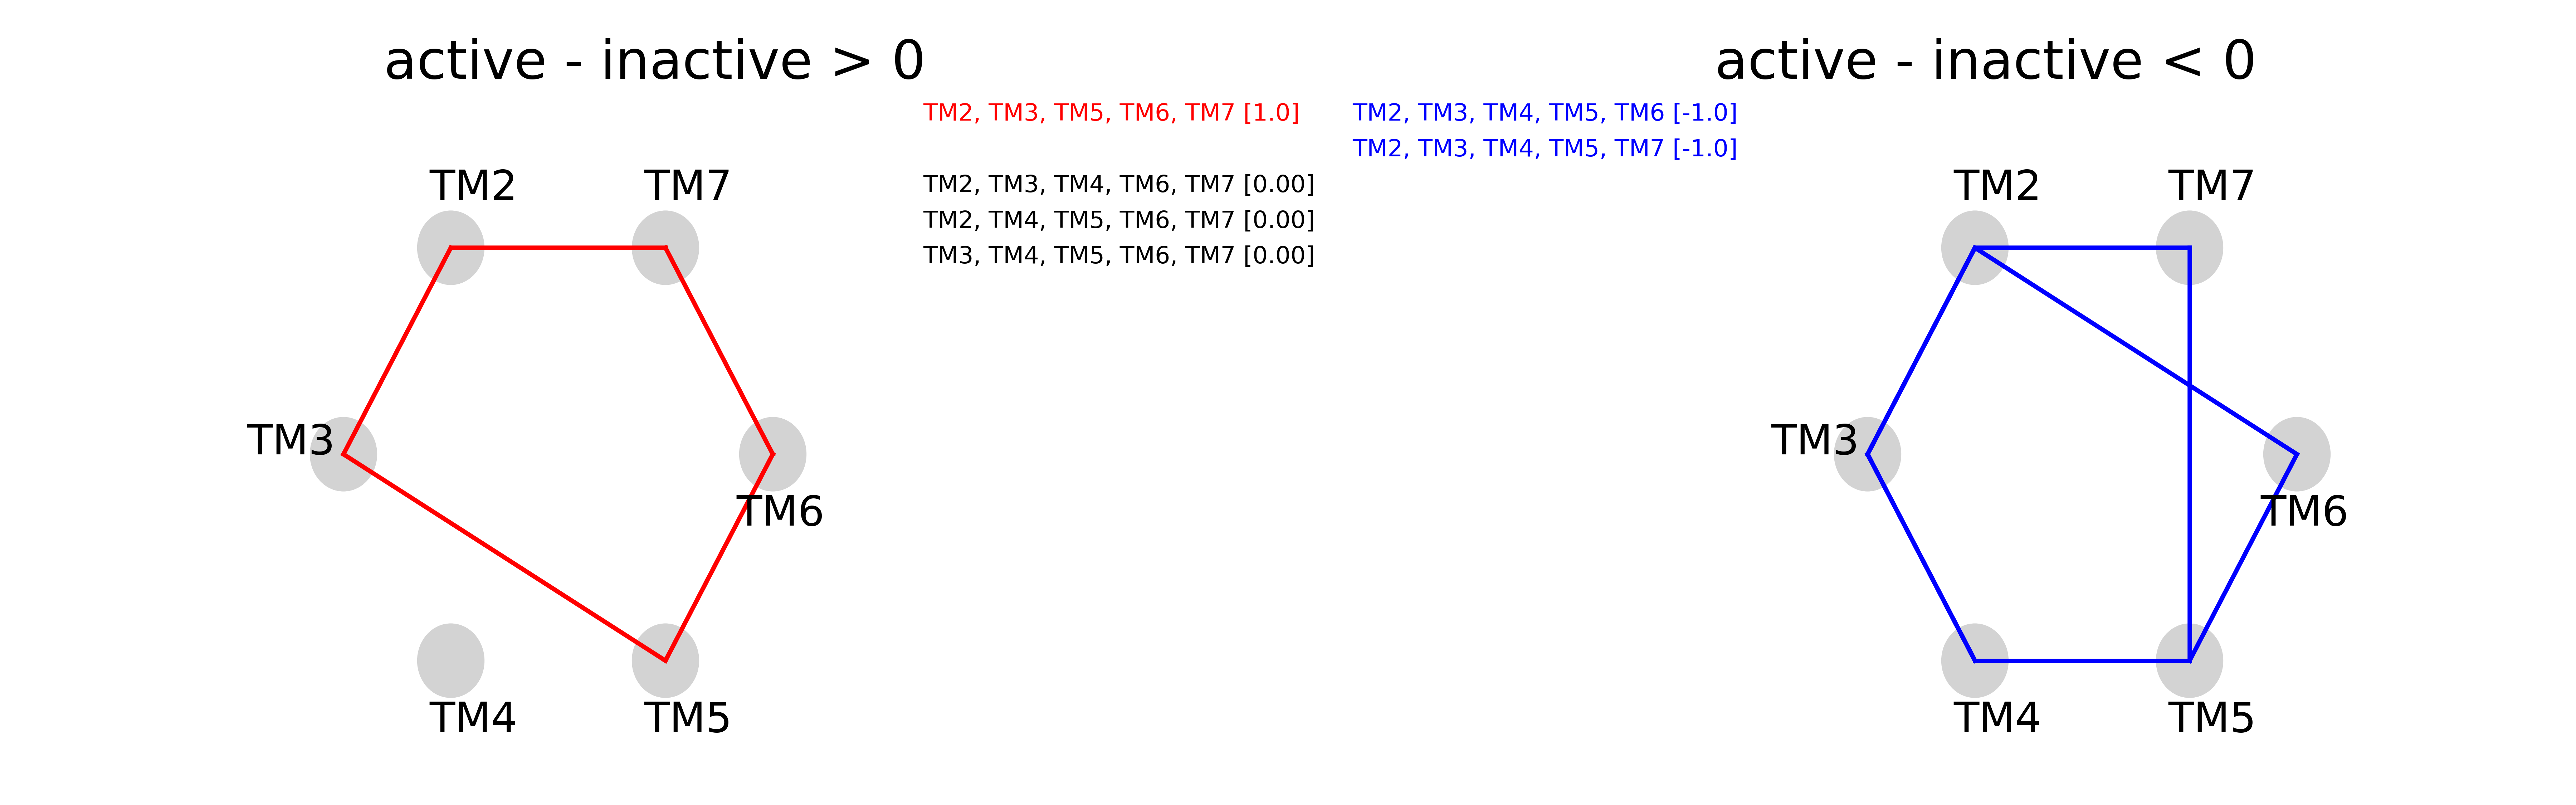 active - inactive > 0
TM2, TM3, TM5, TM6, TM7 [1.0]
TM2, TM3, TM4, TM6, TM7 [0.00]
TM2, TM4, TM5, TM6, TM7 [0.00]
TM3, TM4, TM5, TM6, TM7 [0.00]
TM2
TM7
TM3
TM6
TM4
TM5
active - inactive < 0
TM2, TM3, TM4, TM5, TM6 [-1.0]
TM2, TM3, TM4, TM5, TM7 [-1.0]
TM2
TM7
TM3
TM6
TM4
TM5